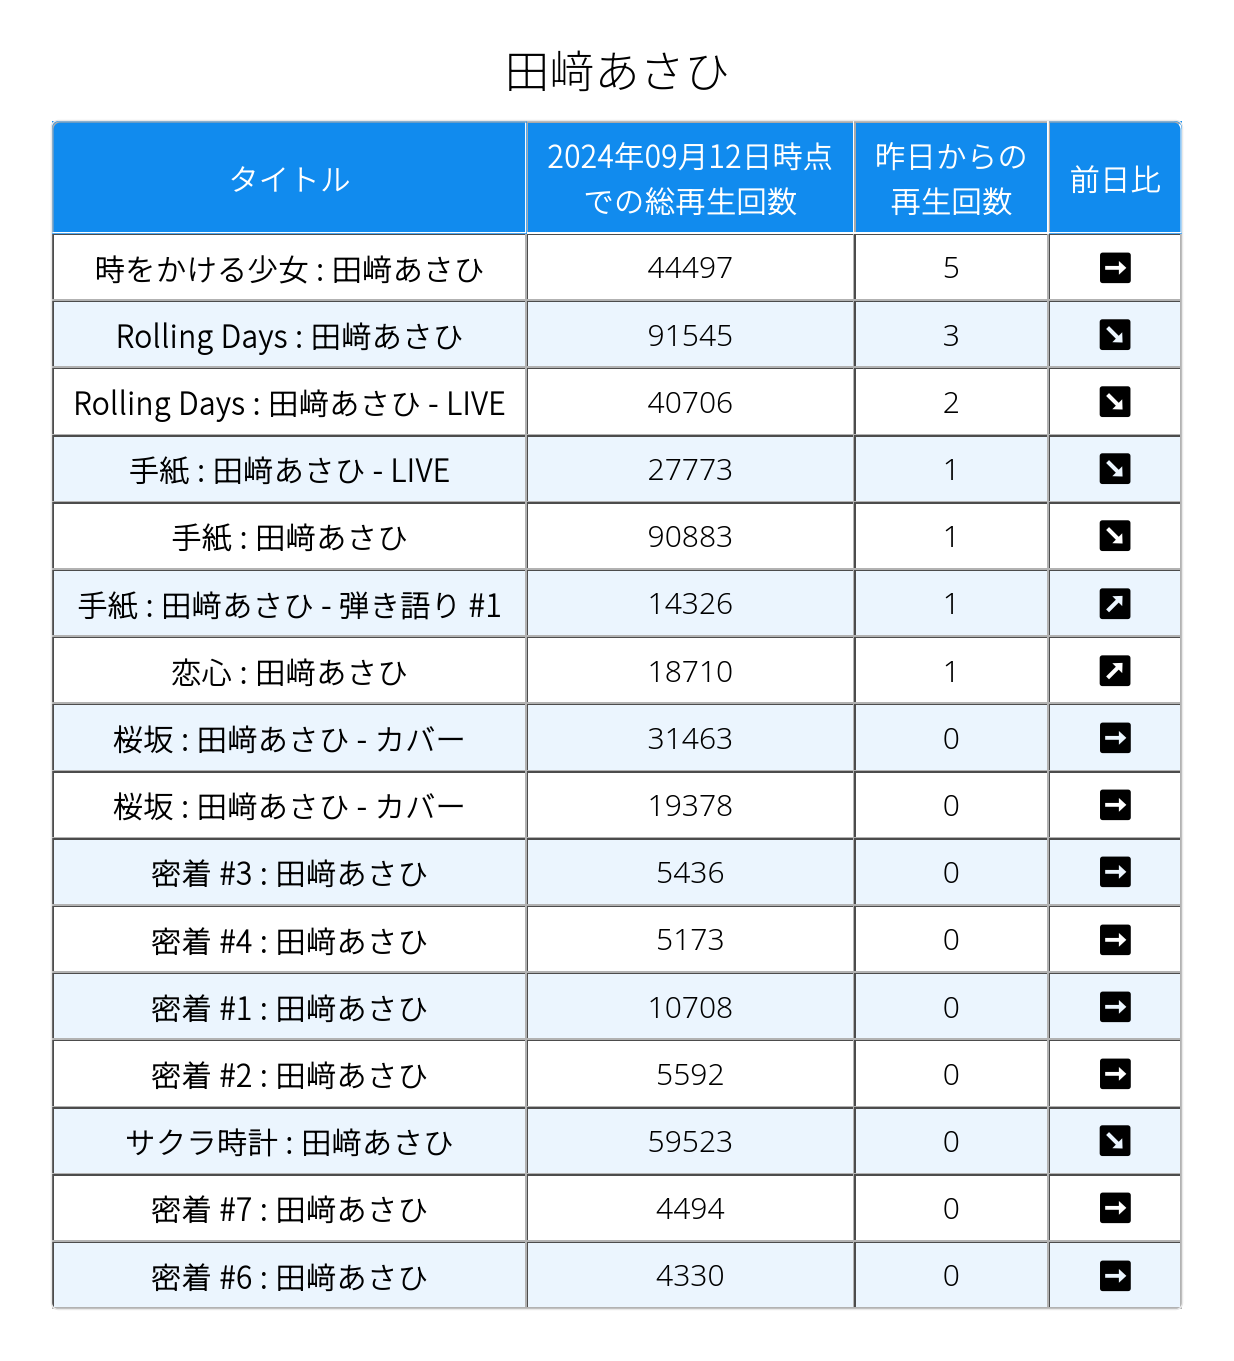 田﨑あさひ
タイトル 2024年09月12日時点での総再生回数 昨日からの再生回数 前日比
時をかける少女 : 田﨑あさひ 44497 5 ➡
Rolling Days : 田﨑あさひ 91545 3 ↘
Rolling Days : 田﨑あさひ - LIVE 40706 2 ↘
手紙 : 田﨑あさひ - LIVE 27773 1 ↘
手紙 : 田﨑あさひ 90883 1 ↘
手紙 : 田﨑あさひ - 弾き語り #1 14326 1 ↗
恋心 : 田﨑あさひ 18710 1 ↗
桜坂 : 田﨑あさひ - カバー 31463 0 ➡
桜坂 : 田﨑あさひ - カバー 19378 0 ➡
密着 #3 : 田﨑あさひ 5436 0 ➡
密着 #4 : 田﨑あさひ 5173 0 ➡
密着 #1 : 田﨑あさひ 10708 0 ➡
密着 #2 : 田﨑あさひ 5592 0 ➡
サクラ時計 : 田﨑あさひ 59523 0 ↘
密着 #7 : 田﨑あさひ 4494 0 ➡
密着 #6 : 田﨑あさひ 4330 0 ➡